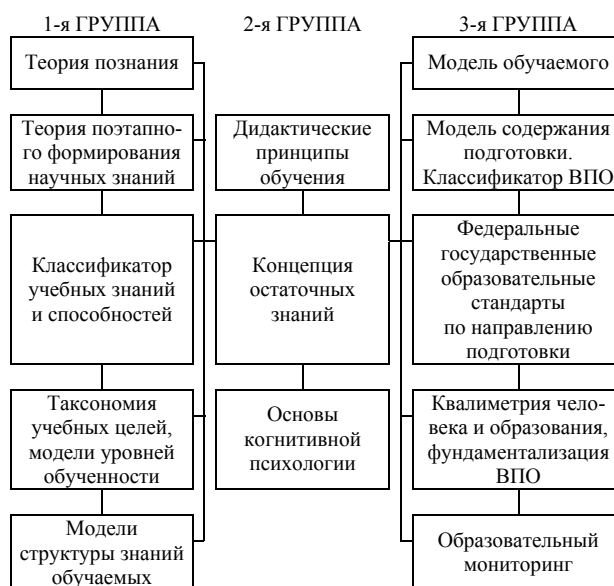 1-я ГРУППА
2-я ГРУППА
3-я ГРУППА
Теория познания
Теория поэтапно-
го формирования
научных знаний
Классификатор
учебных знаний
и способностей
Таксономия
учебных целей,
модели уровней
обученности
Модели
структуры знаний
обучаемых
Дидактические
принципы
обучения
Концепция
остаточных
знаний
Основы
когнитивной
психологии
Модель обучаемого
Модель содержания
подготовки.
Классификатор ВПО
Федеральные
государственные
образовательные
стандарты
по направлению
подготовки
Квалиметрия чело-
века и образования,
фундаментализация
ВПО
Образовательный
мониторинг